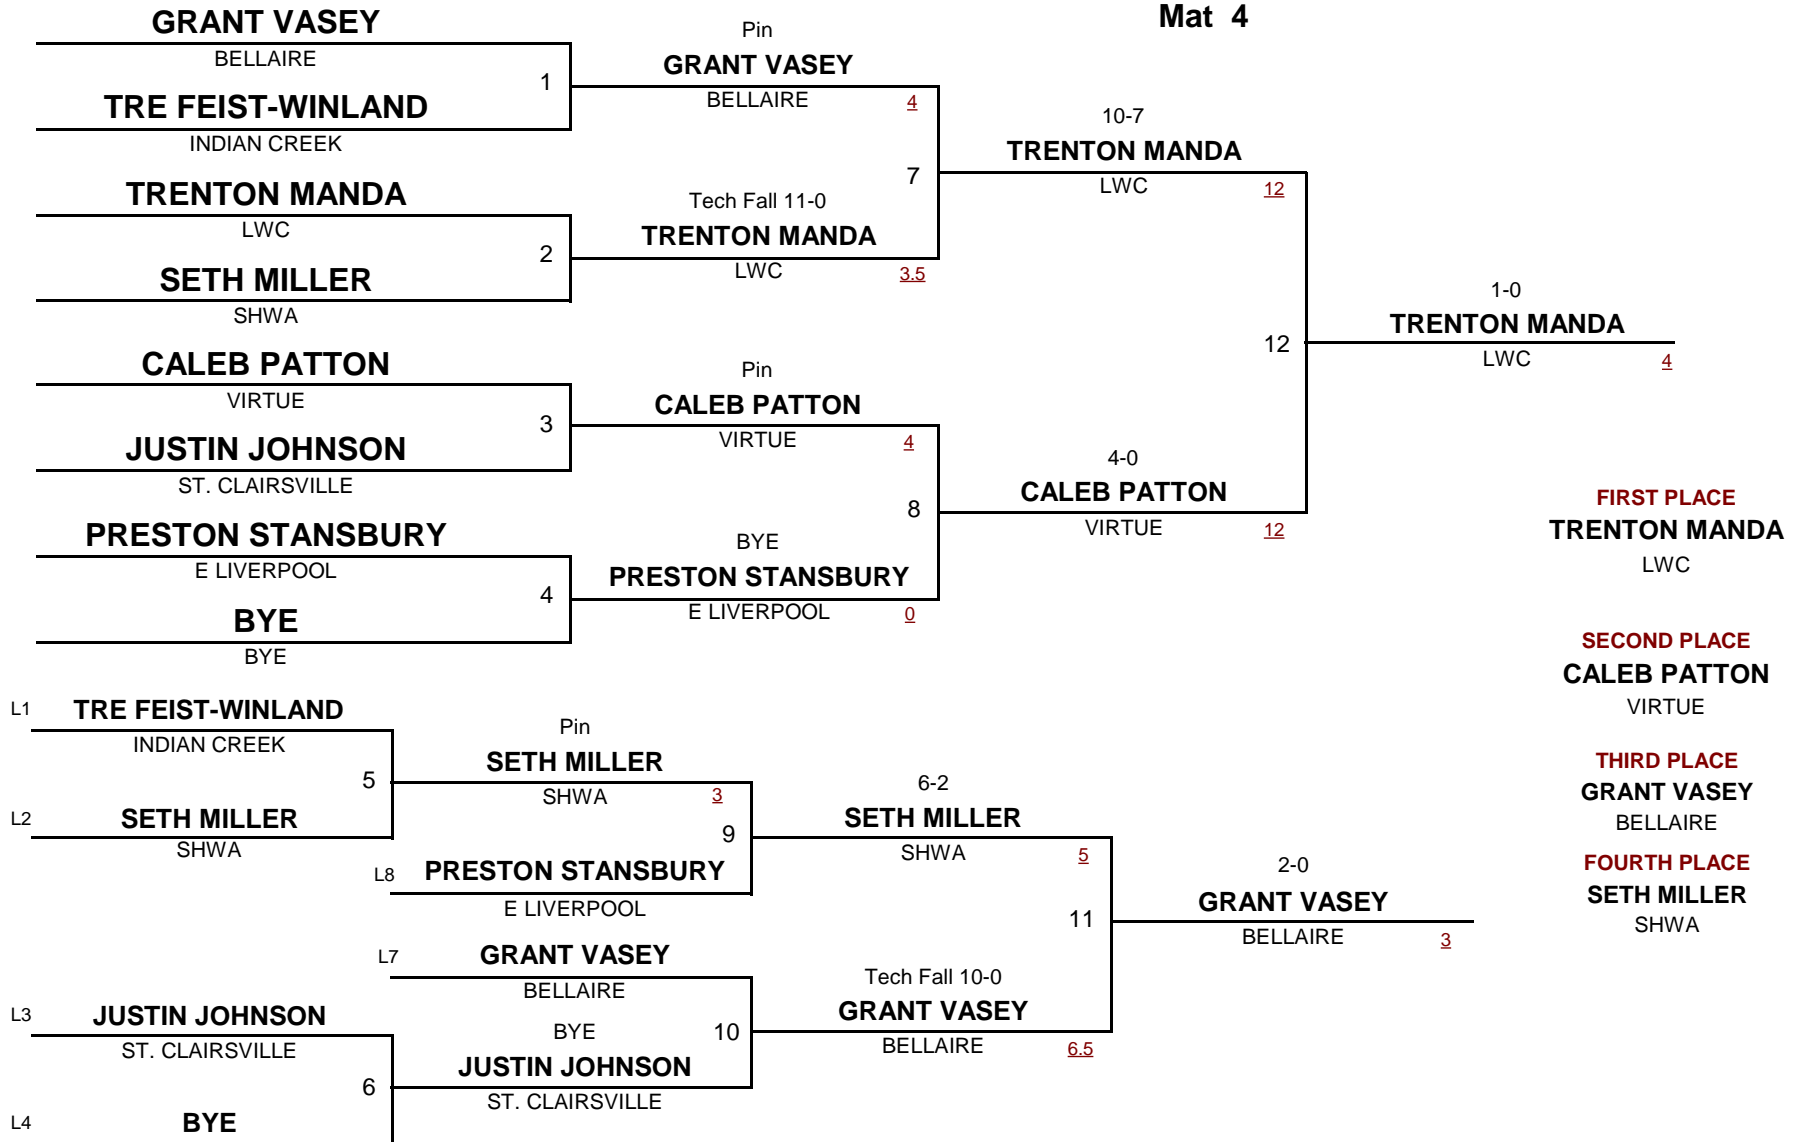 Mat 4
GRANT VASEY
BELLAIRE
1
TRE FEIST-WINLAND
INDIAN CREEK
TRENTON MANDA
LWC
2
SETH MILLER
SHWA
CALEB PATTON
VIRTUE
3
JUSTIN JOHNSON
ST. CLAIRSVILLE
PRESTON STANSBURY
E LIVERPOOL
4
BYE
BYE
Pin
GRANT VASEY
BELLAIRE 4
7
Tech Fall 11-0
TRENTON MANDA
LWC 3.5
Pin
CALEB PATTON
VIRTUE 4
8
BYE
PRESTON STANSBURY
E LIVERPOOL 0
10-7
TRENTON MANDA
LWC 12
12
4-0
CALEB PATTON
VIRTUE 12
1-0
TRENTON MANDA
LWC 4
FIRST PLACE
TRENTON MANDA
LWC
SECOND PLACE
CALEB PATTON
VIRTUE
THIRD PLACE
GRANT VASEY
BELLAIRE
FOURTH PLACE
SETH MILLER
SHWA
L1 TRE FEIST-WINLAND
INDIAN CREEK
5
L2 SETH MILLER
SHWA
Pin
SETH MILLER
SHWA 3
9
L8 PRESTON STANSBURY
E LIVERPOOL
L7 GRANT VASEY
BELLAIRE
10
BYE
JUSTIN JOHNSON
ST. CLAIRSVILLE
L3 JUSTIN JOHNSON
ST. CLAIRSVILLE
6
L4 BYE
6-2
SETH MILLER
SHWA 5
11
Tech Fall 10-0
GRANT VASEY
BELLAIRE 6.5
2-0
GRANT VASEY
BELLAIRE 3